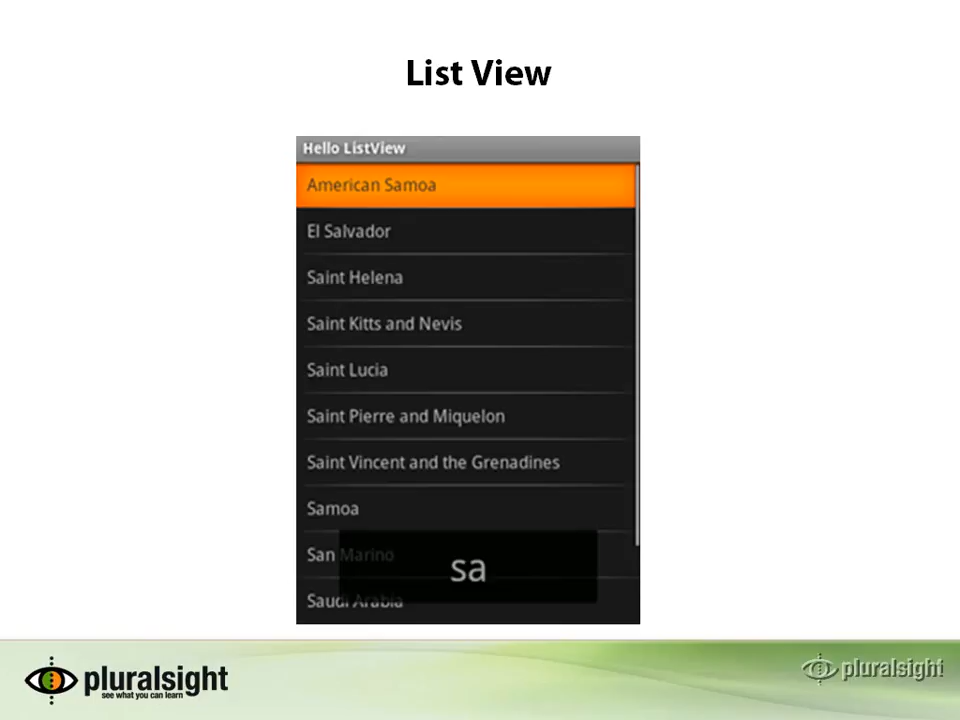 List View
Hello ListView
American Samoa
El Salvador
Saint Helena
Saint Kitts and Nevis
Saint Lucia
Saint Pierre and Miquelon
Saint Vincent and the Grenadines
Samoa
San Marino
sa
Saudi Arabia
pluralsight
see what you can learn
pluralsight